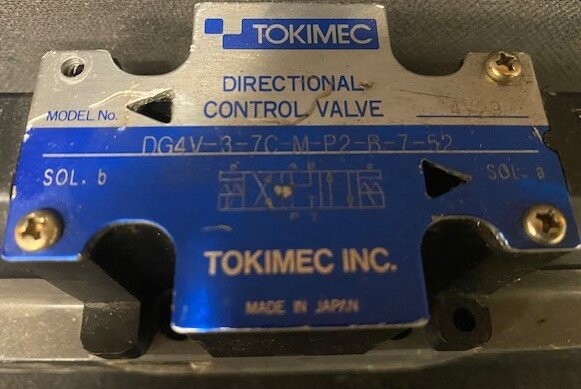 TOKIMEC
DIRECTIONAL
CONTROL VALVE
MODEL No.
DG4V-3-7C-M-P2-B-7-52
SOL. b
SOL. a
TOKIMEC INC.
MADE IN JAPAN